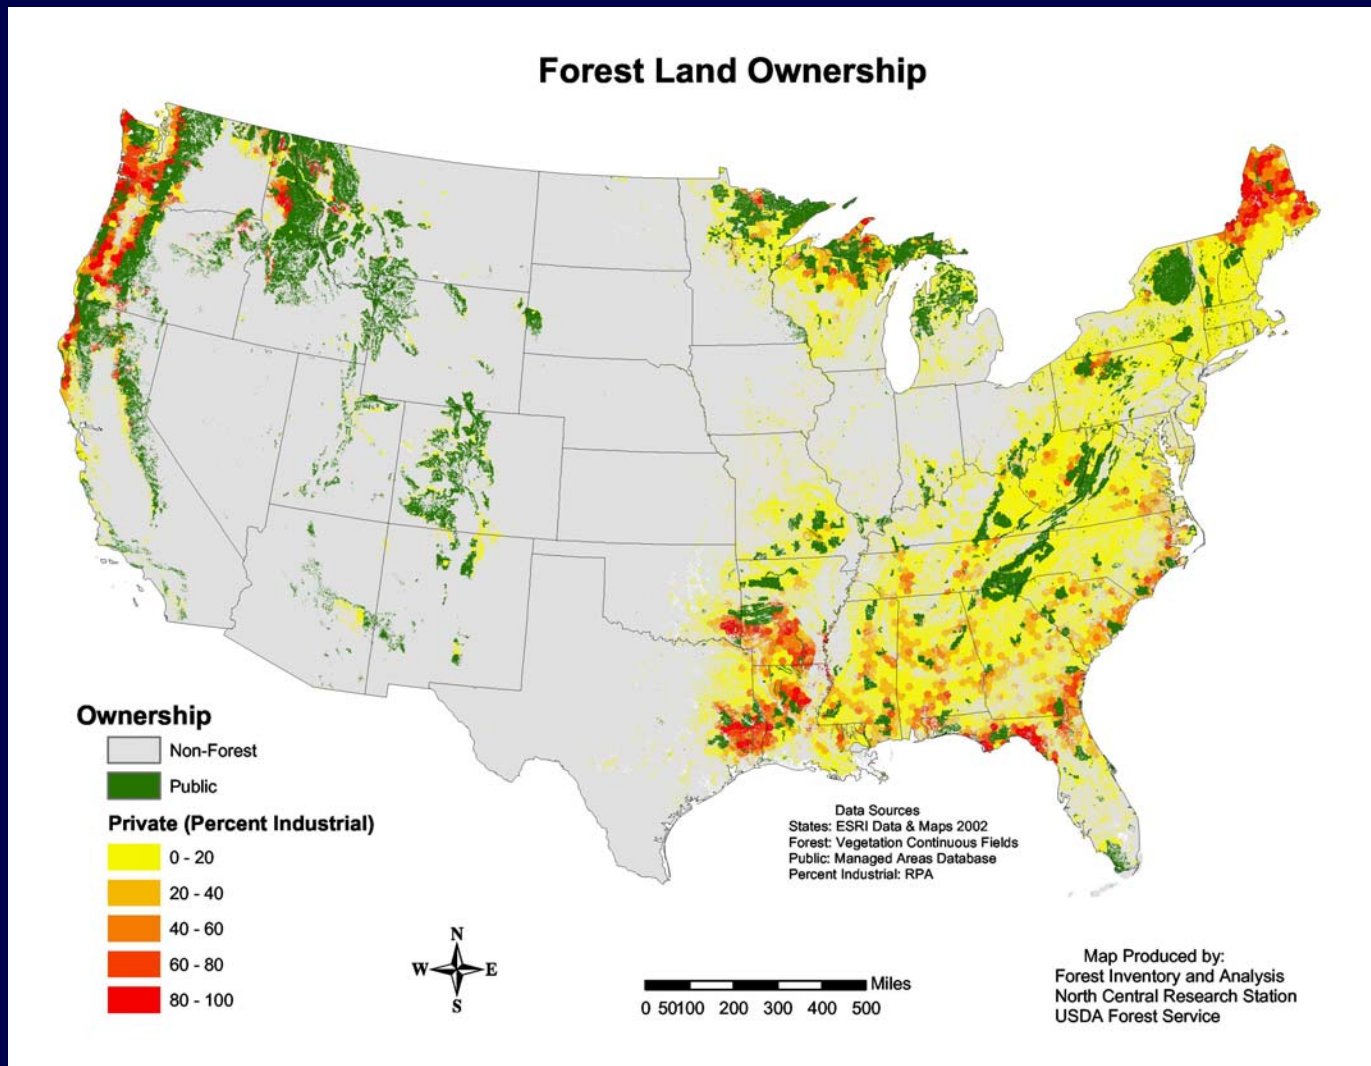 Forest Land Ownership
Ownership
Non-Forest
Public
Private (Percent Industrial)
0 - 20
20 - 40
40 - 60
60 - 80
80 - 100
N
W E
S
Data Sources
States: ESRI Data & Maps 2002
Forest: Vegetation Continuous Fields
Public: Managed Areas Database
Percent Industrial: RPA
Miles
0 50100 200 300 400 500
Map Produced by:
Forest Inventory and Analysis
North Central Research Station
USDA Forest Service